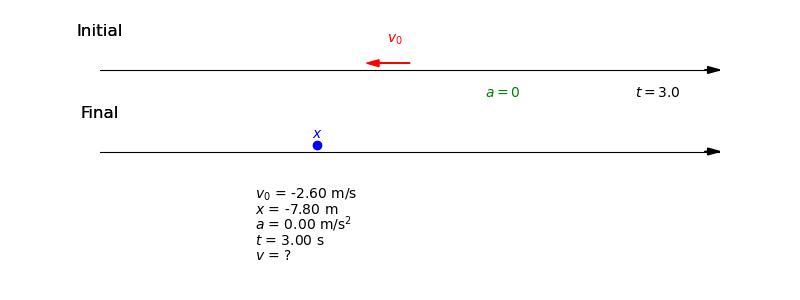 Initial
v₀
a = 0
t = 3.0
Final
x
v₀ = -2.60 m/s
x = -7.80 m
a = 0.00 m/s²
t = 3.00 s
v = ?